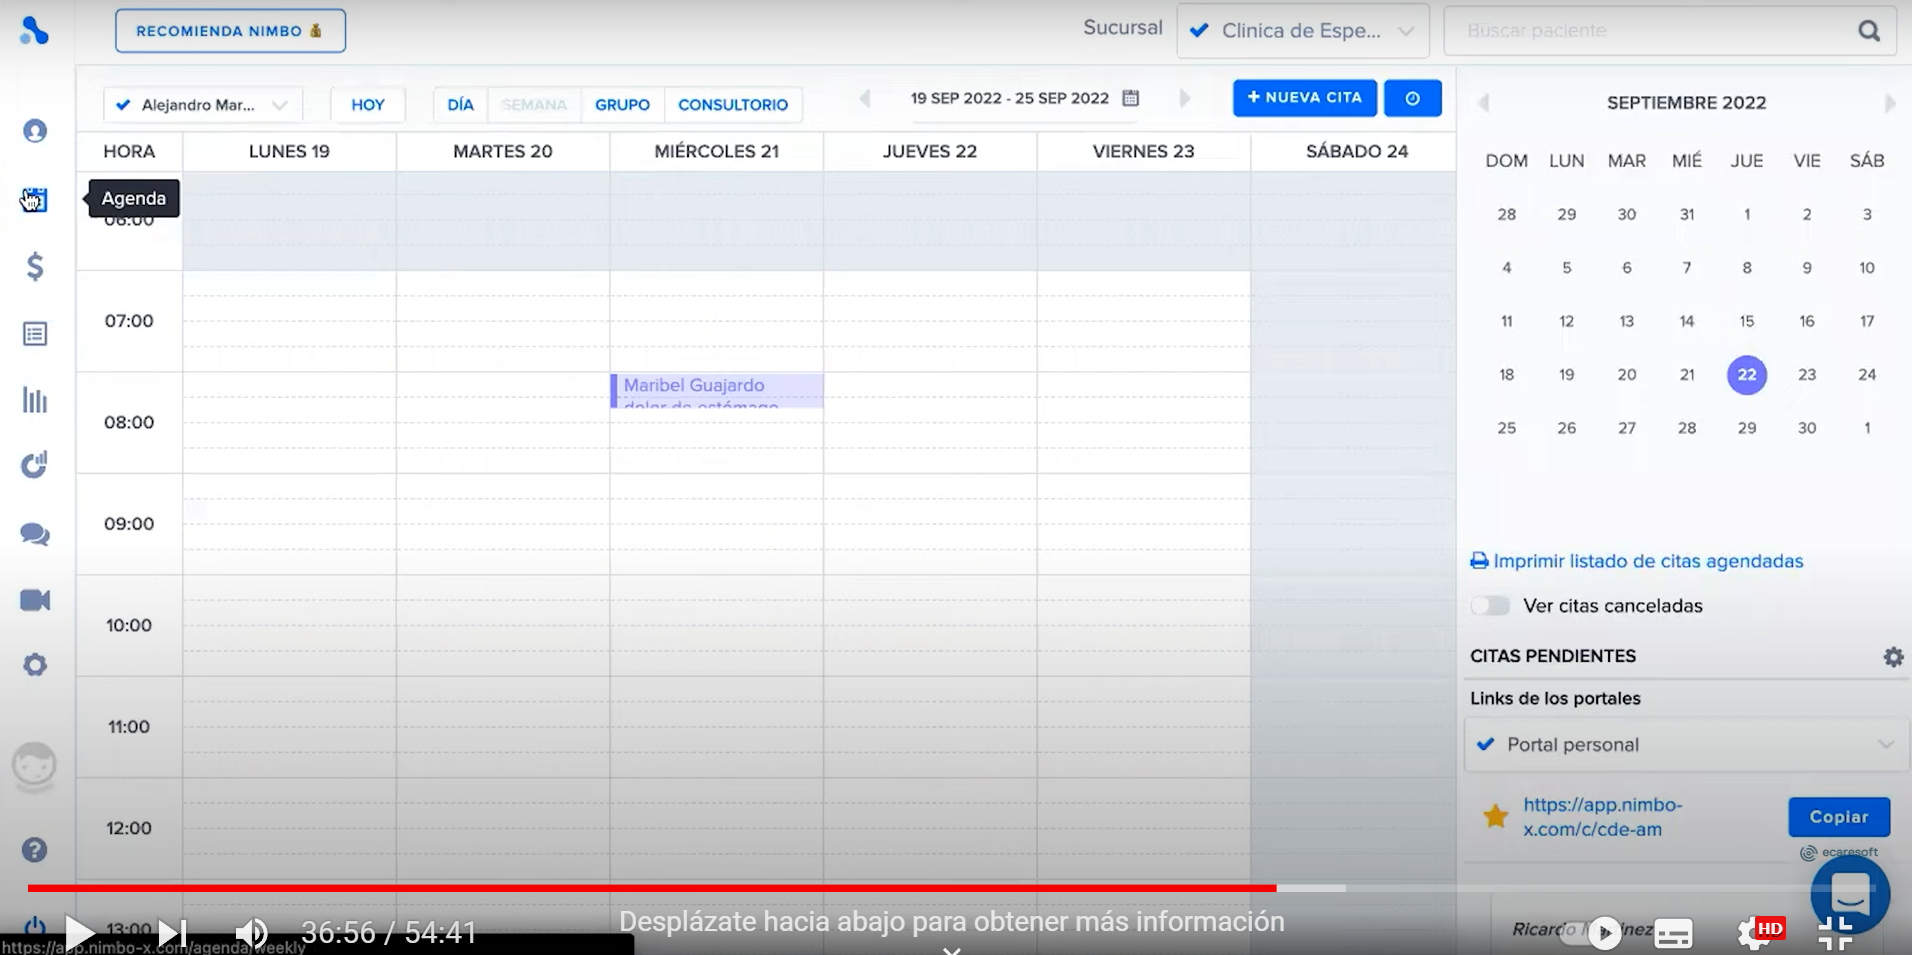 RECOMIENDA NIMBO
Sucursal
Clinica de Espe...
Buscar paciente
Alejandro Mar...
HOY
DÍA
SEMANA
GRUPO
CONSULTORIO
19 SEP 2022 - 25 SEP 2022
+ NUEVA CITA
SEPTIEMBRE 2022
HORA LUNES 19 MARTES 20 MIÉRCOLES 21 JUEVES 22 VIERNES 23 SÁBADO 24
DOM LUN MAR MIÉ JUE VIE SÁB
28 29 30 31 1 2 3
4 5 6 7 8 9 10
11 12 13 14 15 16 17
18 19 20 21 22 23 24
25 26 27 28 29 30 1
Agenda
06:00
07:00
Maribel Guajardo
dolor de estómago
08:00
09:00
10:00
11:00
12:00
13:00
Imprimir listado de citas agendadas
Ver citas canceladas
CITAS PENDIENTES
Links de los portales
Portal personal
https://app.nimbo-
x.com/c/cde-am
Copiar
ecaresoft
Desplázate hacia abajo para obtener más información
36:56 / 54:41
HD
https://app.nimbo-x.com/agenda/weekly